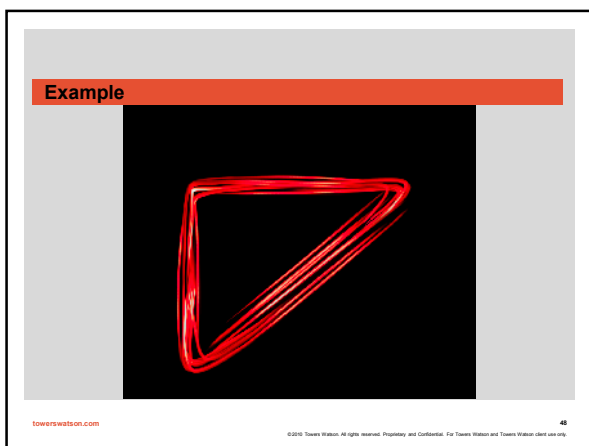 Example
towerswatson.com
48
©2010 Towers Watson. All rights reserved. Proprietary and Confidential. For Towers Watson and Towers Watson client use only.